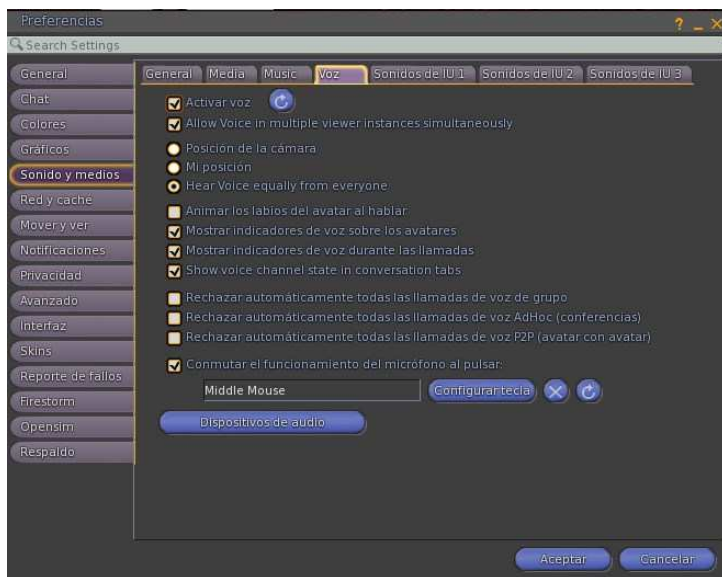 Preferencias
? _ ×
Search Settings
General
Chat
Colores
Gráficos
Sonido y medios
Red y cache
Mover y ver
Notificaciones
Privacidad
Avanzado
Interfaz
Skins
Reporte de fallos
Firestorm
Opensim
Respaldo
General Media Music Voz Sonidos de IU 1 Sonidos de IU 2 Sonidos de IU 3
Activar voz
Allow Voice in multiple viewer instances simultaneously
Posición de la cámara
Mi posición
Hear Voice equally from everyone
Animar los labios del avatar al hablar
Mostrar indicadores de voz sobre los avatares
Mostrar indicadores de voz durante las llamadas
Show voice channel state in conversation tabs
Rechazar automáticamente todas las llamadas de voz de grupo
Rechazar automáticamente todas las llamadas de voz AdHoc (conferencias)
Rechazar automáticamente todas las llamadas de voz P2P (avatar con avatar)
Conmutar el funcionamiento del micrófono al pulsar:
Middle Mouse Configurar tecla
Dispositivos de audio
Aceptar Cancelar